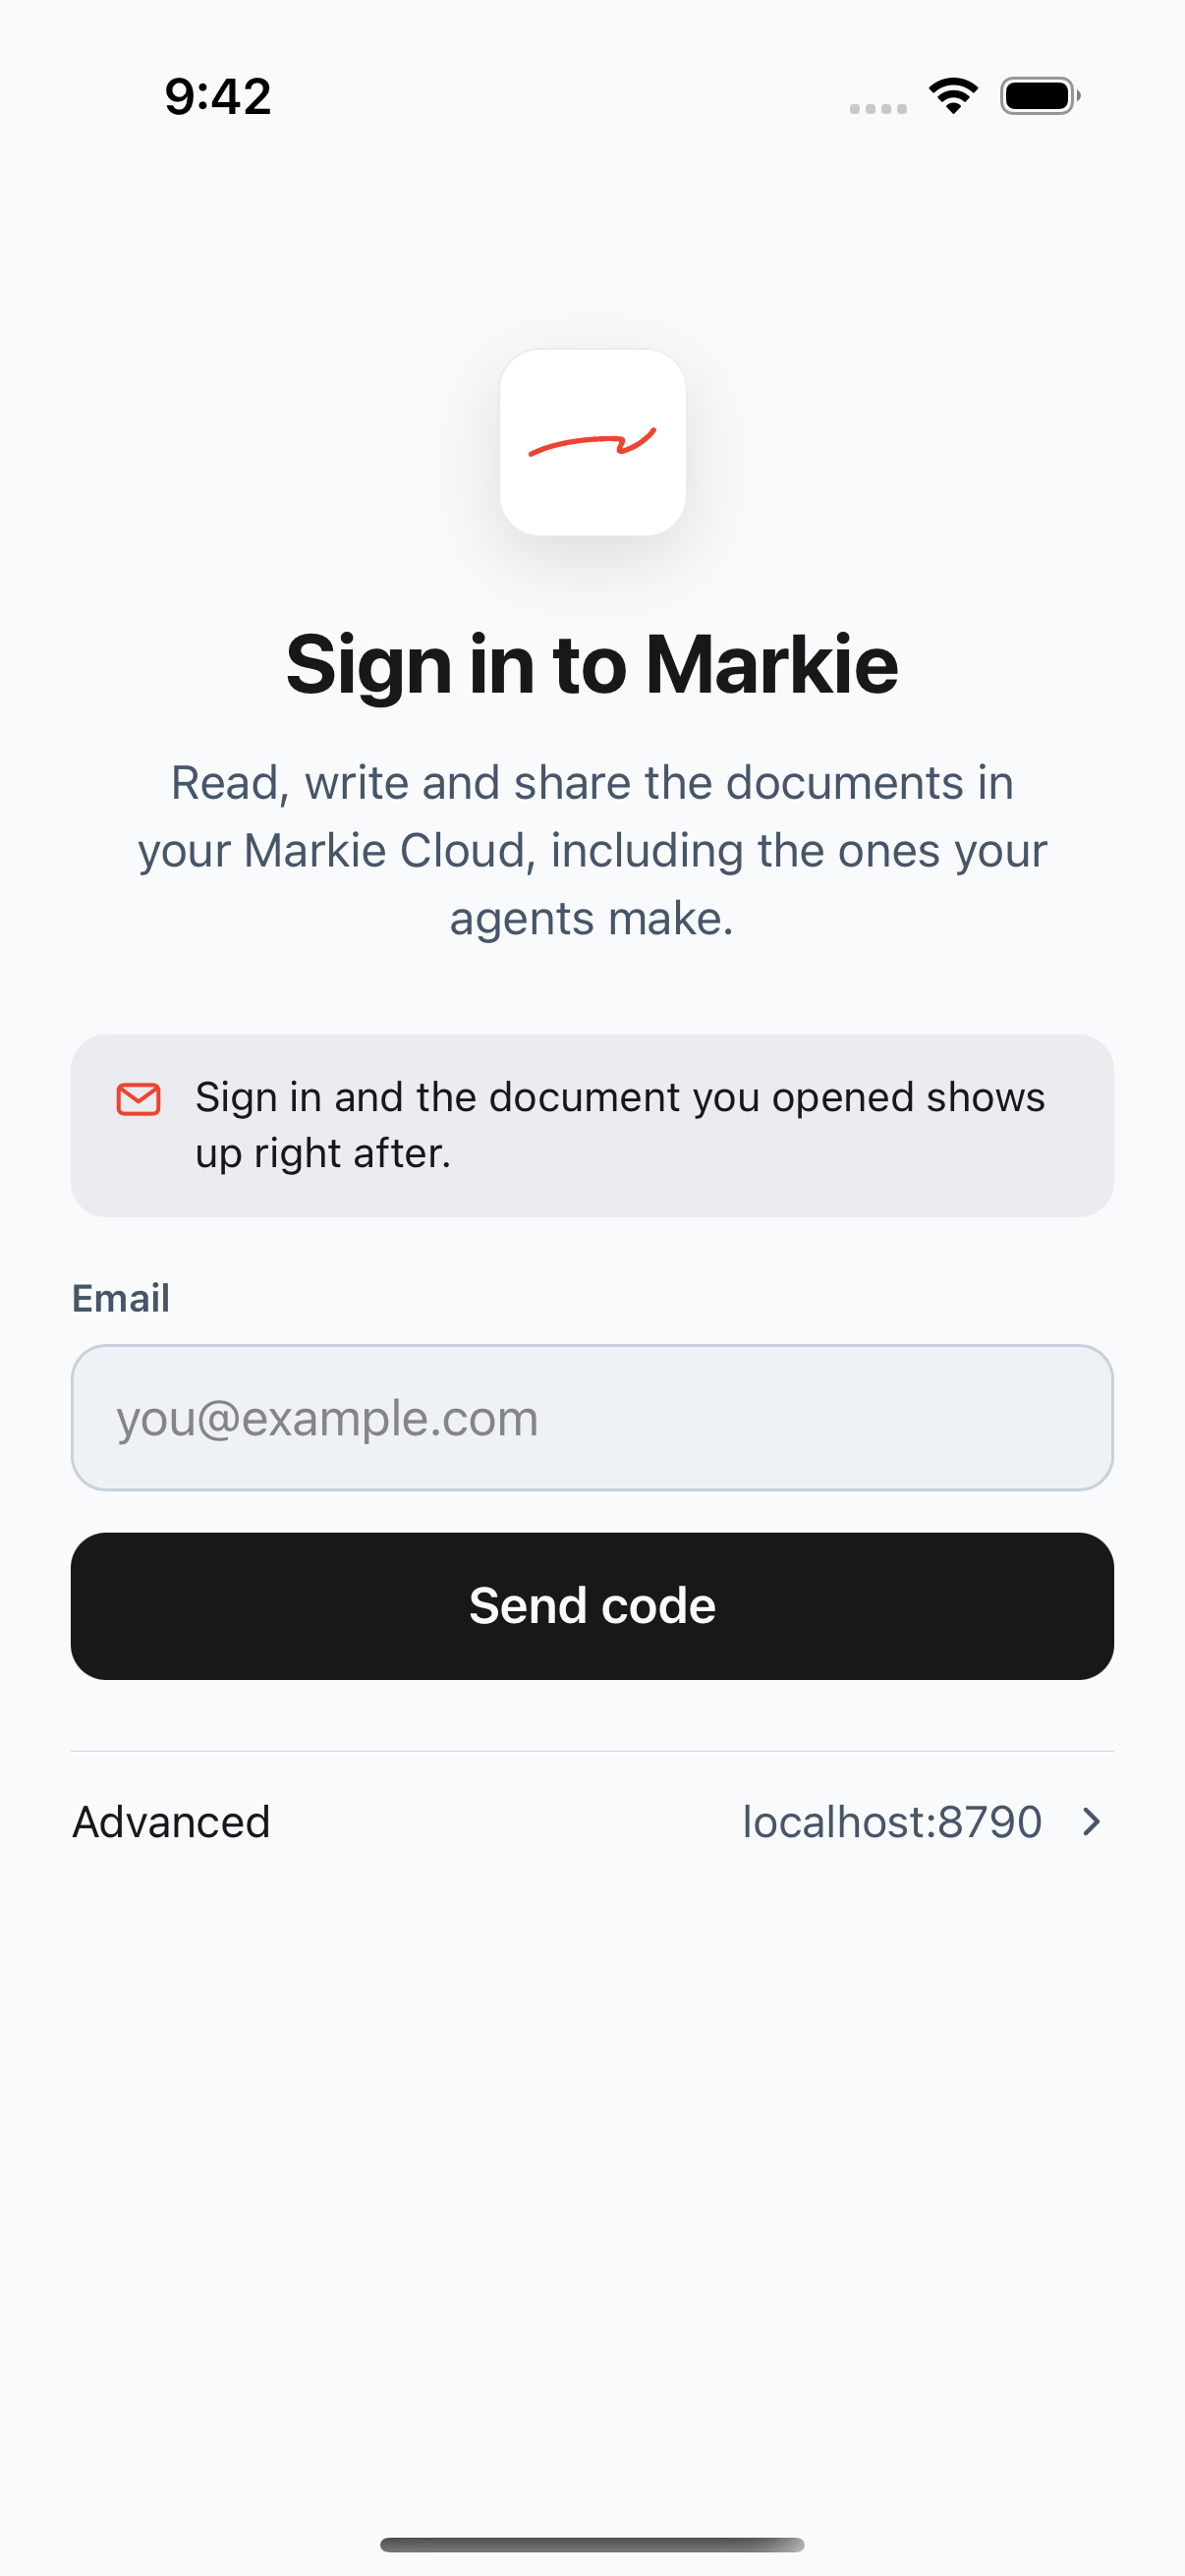 9:42
Sign in to Markie
Read, write and share the documents in
your Markie Cloud, including the ones your
agents make.
Sign in and the document you opened shows
up right after.
Email
you@example.com
Send code
Advanced localhost:8790